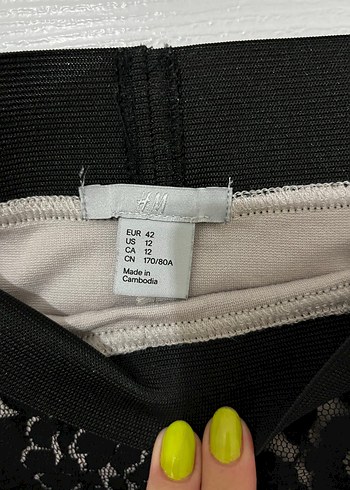 H&M
EUR 42
US 12
CA 12
CN 170/80A
Made in
Cambodia